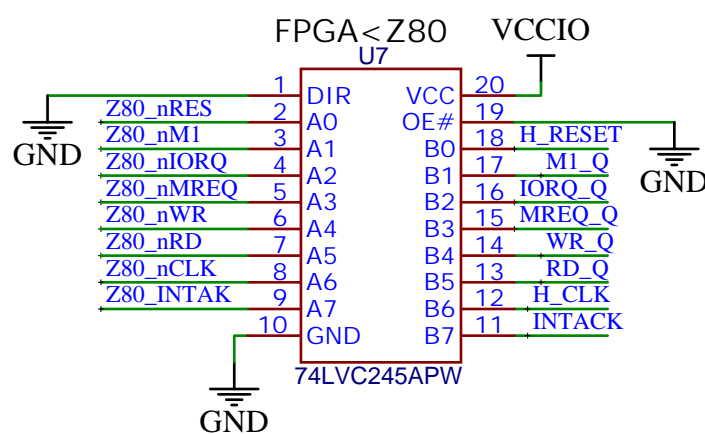 FPGA<Z80
U7
VCCIO
1 DIR VCC 20
Z80_nRES 2 A0 OE# 19
Z80_nM1 3 A1 B0 18 H_RESET
Z80_nIORQ 4 A2 B1 17 M1_Q
Z80_nMREQ 5 A3 B2 16 IORQ_Q
Z80_nWR 6 A4 B3 15 MREQ_Q
Z80_nRD 7 A5 B4 14 WR_Q
Z80_nCLK 8 A6 B5 13 RD_Q
Z80_INTAK 9 A7 B6 12 H_CLK
10 GND B7 11 INTACK
GND
GND
74LVC245APW
GND